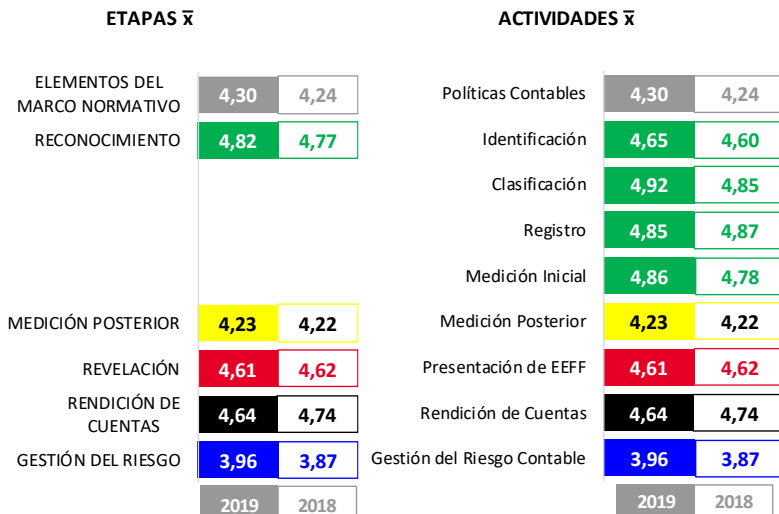 ETAPAS x̅
ELEMENTOS DEL
MARCO NORMATIVO
4,30 4,24
RECONOCIMIENTO 4,82 4,77
MEDICIÓN POSTERIOR 4,23 4,22
REVELACIÓN 4,61 4,62
RENDICIÓN DE
CUENTAS
4,64 4,74
GESTIÓN DEL RIESGO 3,96 3,87
2019 2018
ACTIVIDADES x̅
Políticas Contables 4,30 4,24
Identificación 4,65 4,60
Clasificación 4,92 4,85
Registro 4,85 4,87
Medición Inicial 4,86 4,78
Medición Posterior 4,23 4,22
Presentación de EEFF 4,61 4,62
Rendición de Cuentas 4,64 4,74
Gestión del Riesgo Contable 3,96 3,87
2019 2018